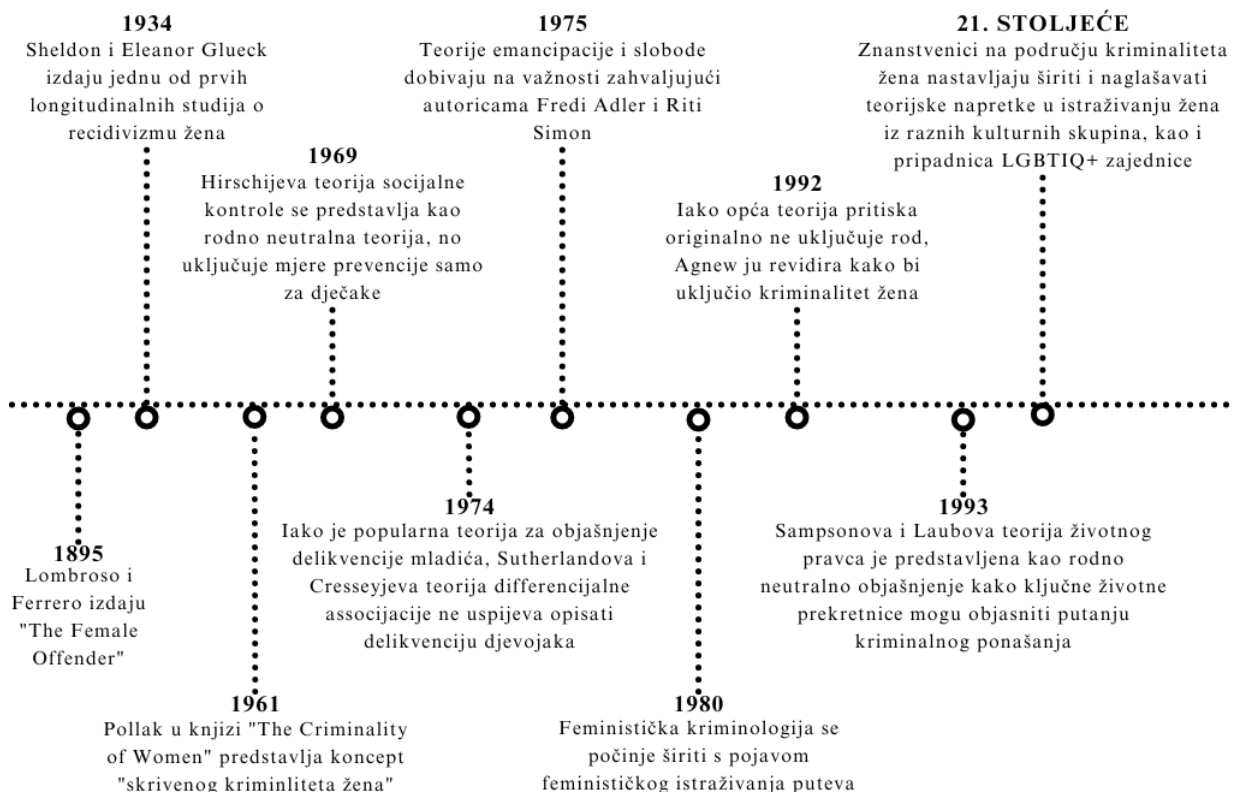 1934
Sheldon i Eleanor Glueck
izdaju jednu od prvih
longitudinalnih studija o
recidivizmu žena
1975
Teorije emancipacije i slobode
dobivaju na važnosti zahvaljujući
autoricama Fredi Adler i Riti
Simon
21. STOLJEĆE
Znanstvenici na području kriminaliteta
žena nastavljaju širiti i naglašavati
teorijske napretke u istraživanju žena
iz raznih kulturnih skupina, kao i
pripadnica LGBTIQ+ zajednice
1969
Hirschijeva teorija socijalne
kontrole se predstavlja kao
rodno neutralna teorija, no
uključuje mjere prevencije samo
za dječake
1992
Iako opća teorija pritiska
originalno ne uključuje rod,
Agnew ju revidira kako bi
uključio kriminalitet žena
1895
Lombroso i
Ferrero izdaju
"The Female
Offender"
1974
Iako je popularna teorija za objašnjenje
delikvencije mladića, Sutherlandova i
Cresseyjeva teorija differencijalne
associjacije ne uspijeva opisati
delikvenciju djevojaka
1993
Sampsonova i Laubova teorija životnog
pravca je predstavljena kao rodno
neutralno objašnjenje kako ključne životne
prekretnice mogu objasniti putanju
kriminalnog ponašanja
1961
Pollak u knjizi "The Criminality
of Women" predstavlja koncept
"skrivenog kriminliteta žena"
1980
Feministička kriminologija se
počinje širiti s pojavom
feminističkog istraživanja puteva